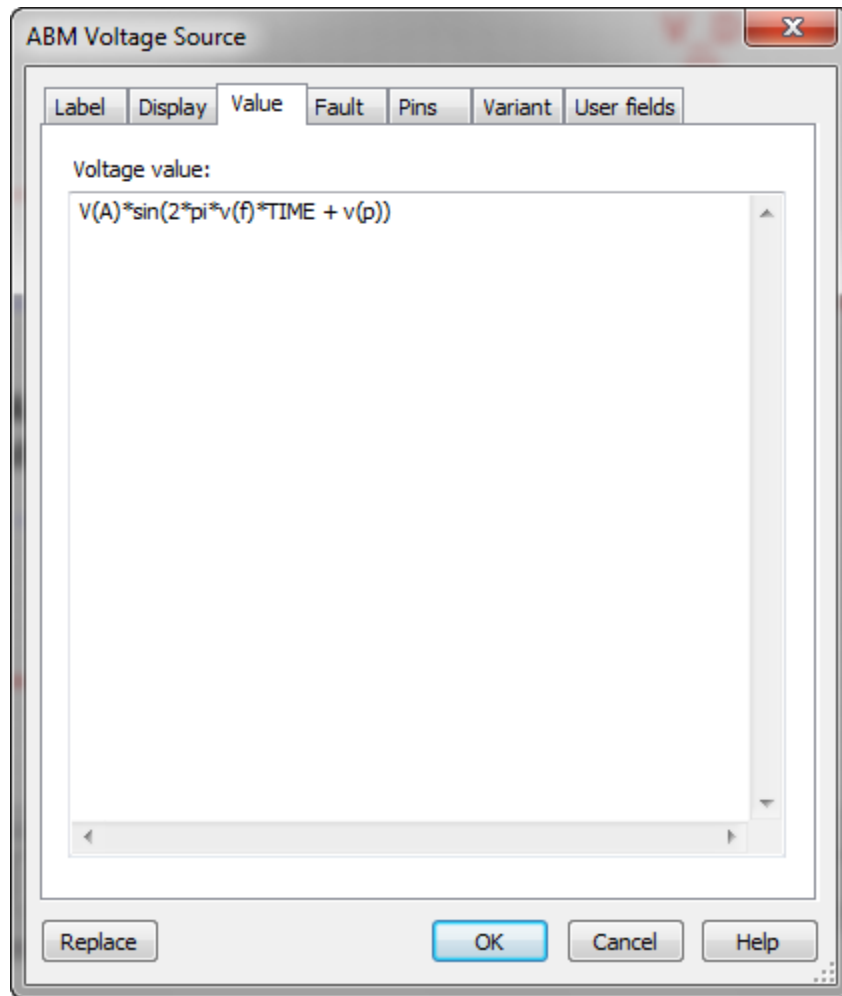 ABM Voltage Source
Label Display Value Fault Pins Variant User fields
Voltage value:
V(A)*sin(2*pi*v(f)*TIME + v(p))
Replace OK Cancel Help